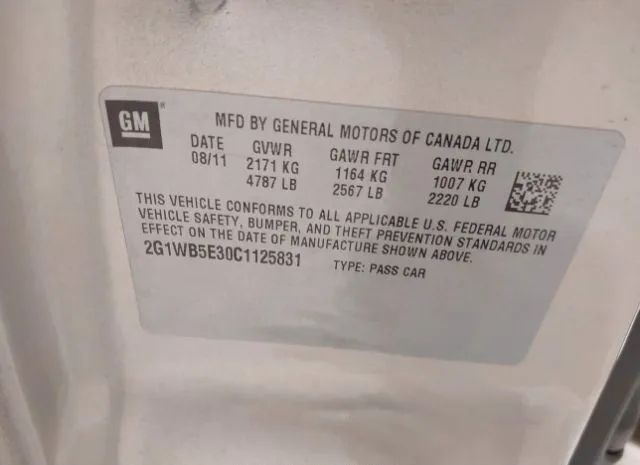 GM
MFD BY GENERAL MOTORS OF CANADA LTD.
DATE GVWR GAWR FRT GAWR RR
08/11 2171 KG 1164 KG 1007 KG
4787 LB 2567 LB 2220 LB
THIS VEHICLE CONFORMS TO ALL APPLICABLE U.S. FEDERAL MOTOR
VEHICLE SAFETY, BUMPER, AND THEFT PREVENTION STANDARDS IN
EFFECT ON THE DATE OF MANUFACTURE SHOWN ABOVE.
2G1WB5E30C1125831 TYPE: PASS CAR